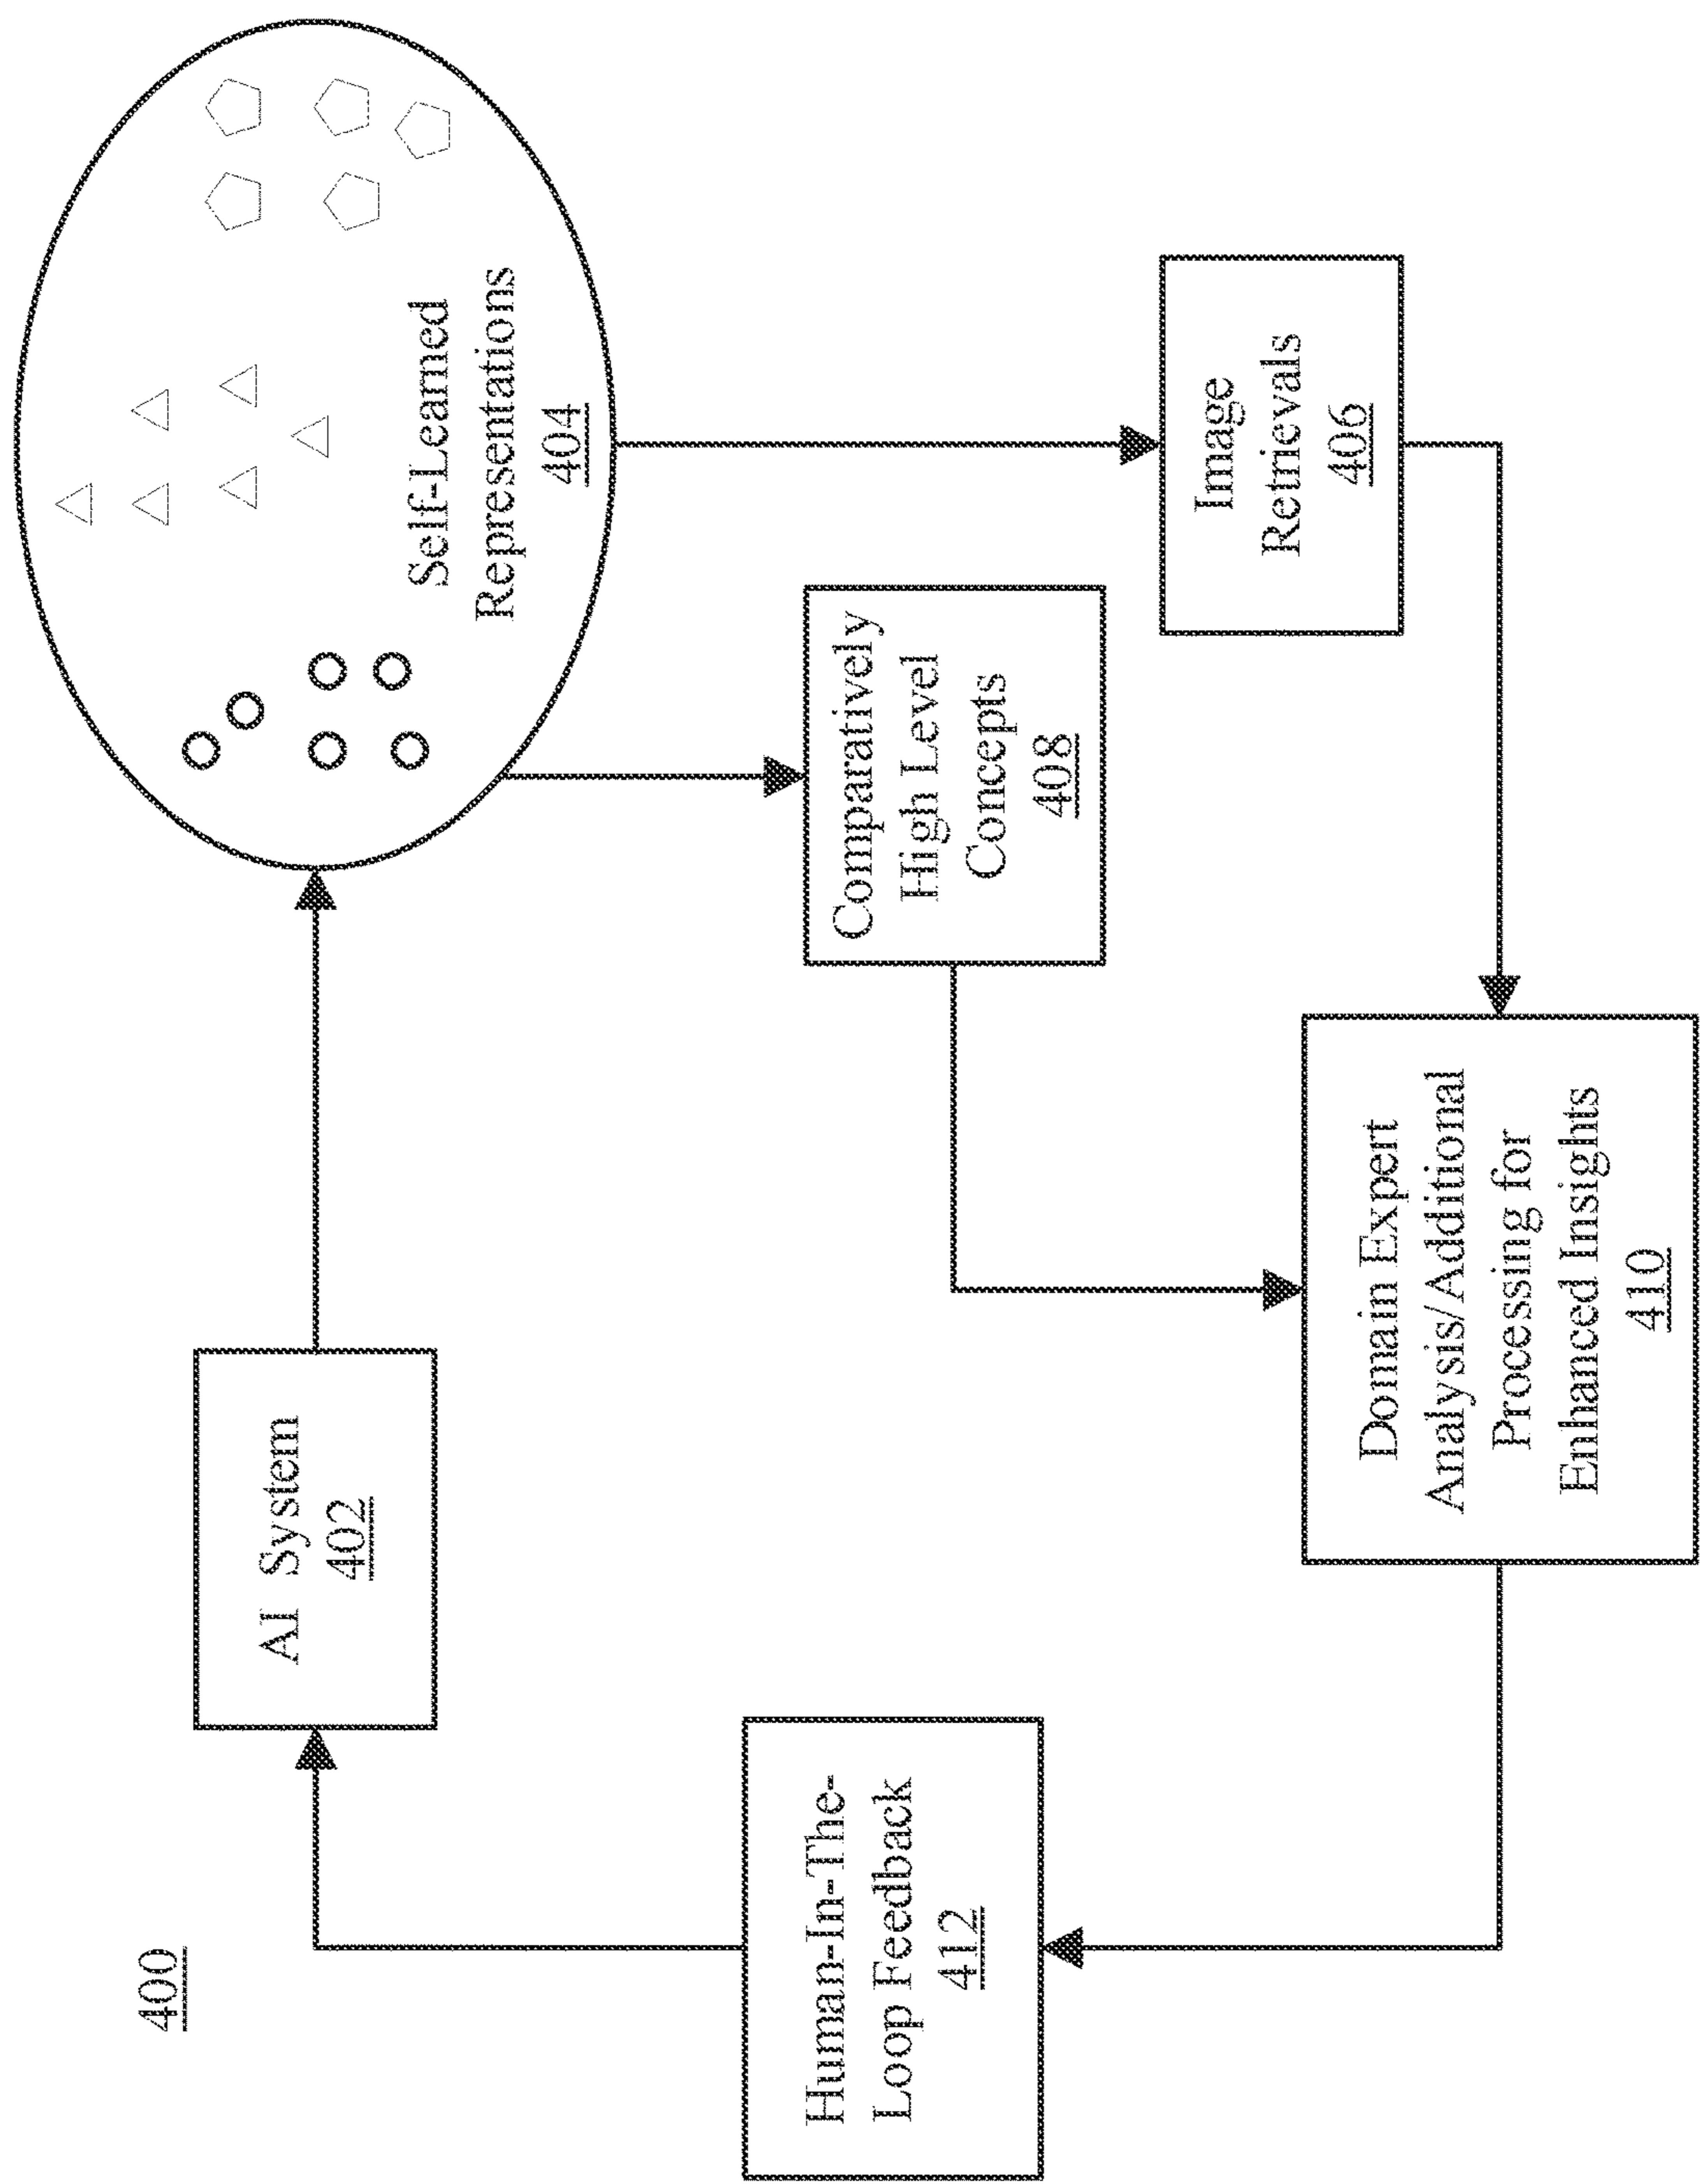 400
AI System
402
Self-Learned
Representations
404
Comparatively
High Level
Concepts
408
Image
Retrievals
406
Human-In-The-
Loop Feedback
412
Domain Expert
Analysis/Additional
Processing for
Enhanced Insights
410